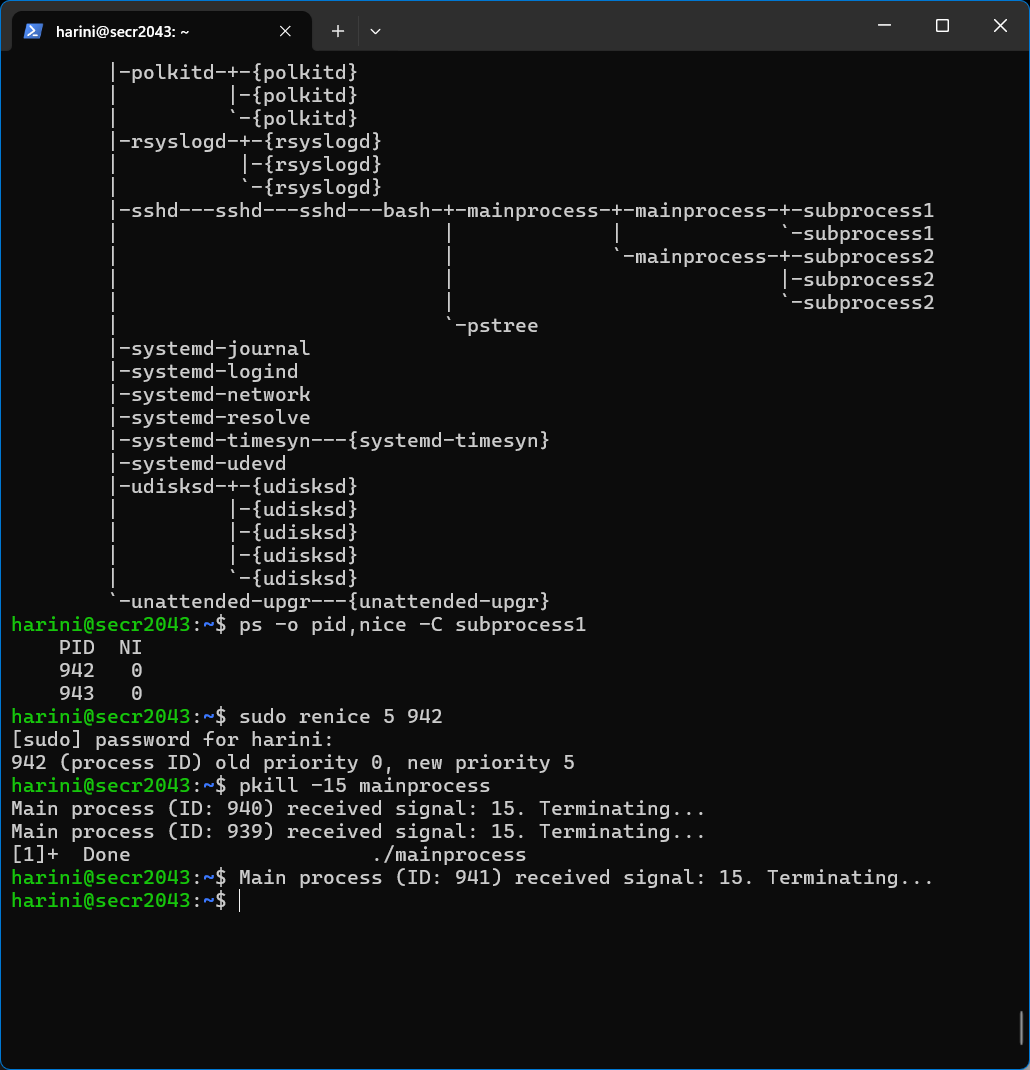 harini@secr2043: ~
        |-polkitd-+-{polkitd}
        |         |-{polkitd}
        |         `-{polkitd}
        |-rsyslogd-+-{rsyslogd}
        |          |-{rsyslogd}
        |          `-{rsyslogd}
        |-sshd---sshd---sshd---bash-+-mainprocess-+-mainprocess-+-subprocess1
        |                           |             |             `-subprocess1
        |                           |             `-mainprocess-+-subprocess2
        |                           |                           |-subprocess2
        |                           |                           `-subprocess2
        |                           `-pstree
        |-systemd-journal
        |-systemd-logind
        |-systemd-network
        |-systemd-resolve
        |-systemd-timesyn---{systemd-timesyn}
        |-systemd-udevd
        |-udisksd-+-{udisksd}
        |         |-{udisksd}
        |         |-{udisksd}
        |         |-{udisksd}
        |         `-{udisksd}
        `-unattended-upgr---{unattended-upgr}
harini@secr2043:~$ ps -o pid,nice -C subprocess1
    PID  NI
    942   0
    943   0
harini@secr2043:~$ sudo renice 5 942
[sudo] password for harini:
942 (process ID) old priority 0, new priority 5
harini@secr2043:~$ pkill -15 mainprocess
Main process (ID: 940) received signal: 15. Terminating...
Main process (ID: 939) received signal: 15. Terminating...
[1]+  Done                    ./mainprocess
harini@secr2043:~$ Main process (ID: 941) received signal: 15. Terminating...
harini@secr2043:~$